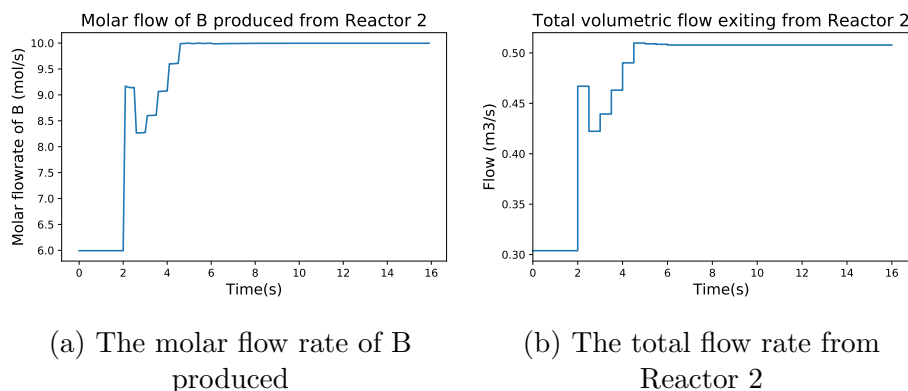 Molar flow of B produced from Reactor 2
Molar flowrate of B (mol/s)
10.0
9.5
9.0
8.5
8.0
7.5
7.0
6.5
6.0
0 2 4 6 8 10 12 14 16
Time(s)
(a) The molar flow rate of B
produced
Total volumetric flow exiting from Reactor 2
Flow (m3/s)
0.50
0.45
0.40
0.35
0.30
0 2 4 6 8 10 12 14 16
Time(s)
(b) The total flow rate from
Reactor 2